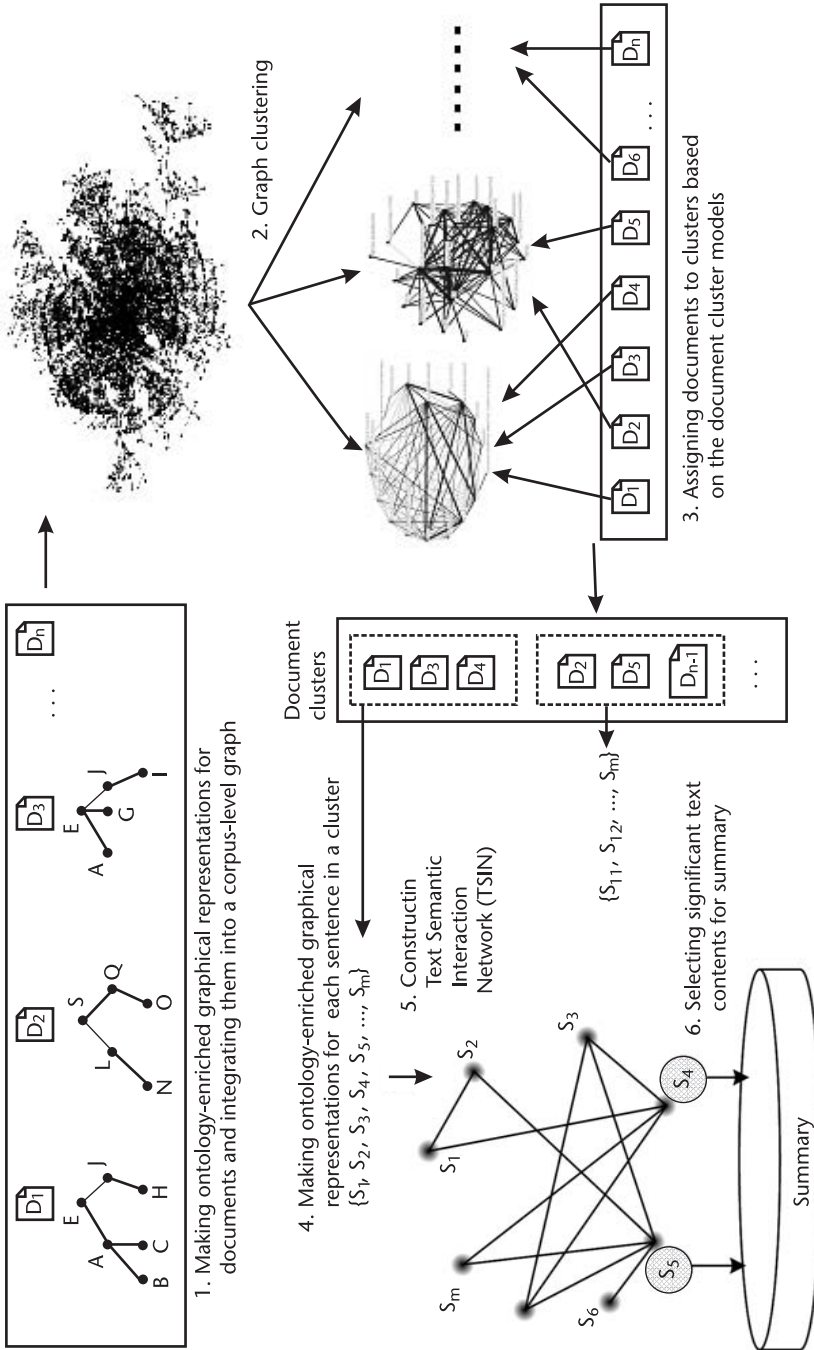 D1
D2
D3
. . .
Dn
B
A
C
E
J
H
N
L
S
Q
O
A
E
G
J
I
1. Making ontology-enriched graphical representations for
documents and integrating them into a corpus-level graph
2. Graph clustering
D1
D2
D3
D4
D5
D6
. . .
Dn
3. Assigning documents to clusters based
on the document cluster models
Document
clusters
D1
D3
D4
D2
D5
Dn-1
. . .
4. Making ontology-enriched graphical
representations for each sentence in a cluster
{S1, S2, S3, S4, S5, ..., Sm}
{S11, S12, ..., Sm}
5. Constructin
Text Semantic
Interaction
Network (TSIN)
S1
S2
S3
Sm
S6
S5
S4
6. Selecting significant text
contents for summary
Summary